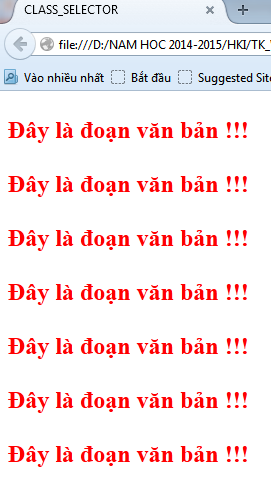 CLASS_SELECTOR
file:///D:/NAM HOC 2014-2015/HKI/TK_
Vào nhiều nhất Bắt đầu Suggested Site
Đây là đoạn văn bản !!!
Đây là đoạn văn bản !!!
Đây là đoạn văn bản !!!
Đây là đoạn văn bản !!!
Đây là đoạn văn bản !!!
Đây là đoạn văn bản !!!
Đây là đoạn văn bản !!!